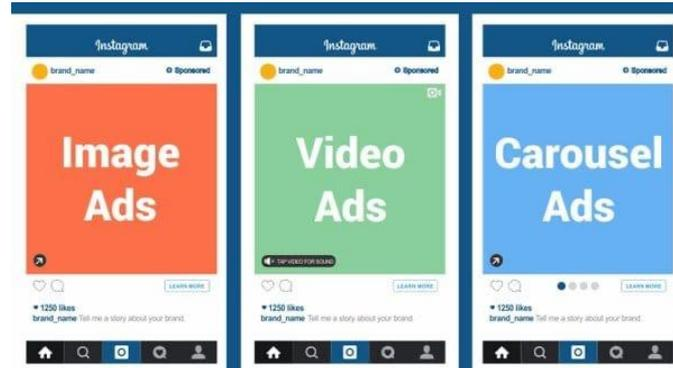 Instagram
brand_name Sponsored
Image
Ads
LEARN MORE
1250 likes
brand_name Tell me a story about your brand.
Instagram
brand_name Sponsored
Video
Ads
TAP VIDEO FOR SOUND
LEARN MORE
1250 likes
brand_name Tell me a story about your brand.
Instagram
brand_name Sponsored
Carousel
Ads
LEARN MORE
1250 likes
brand_name Tell me a story about your brand.